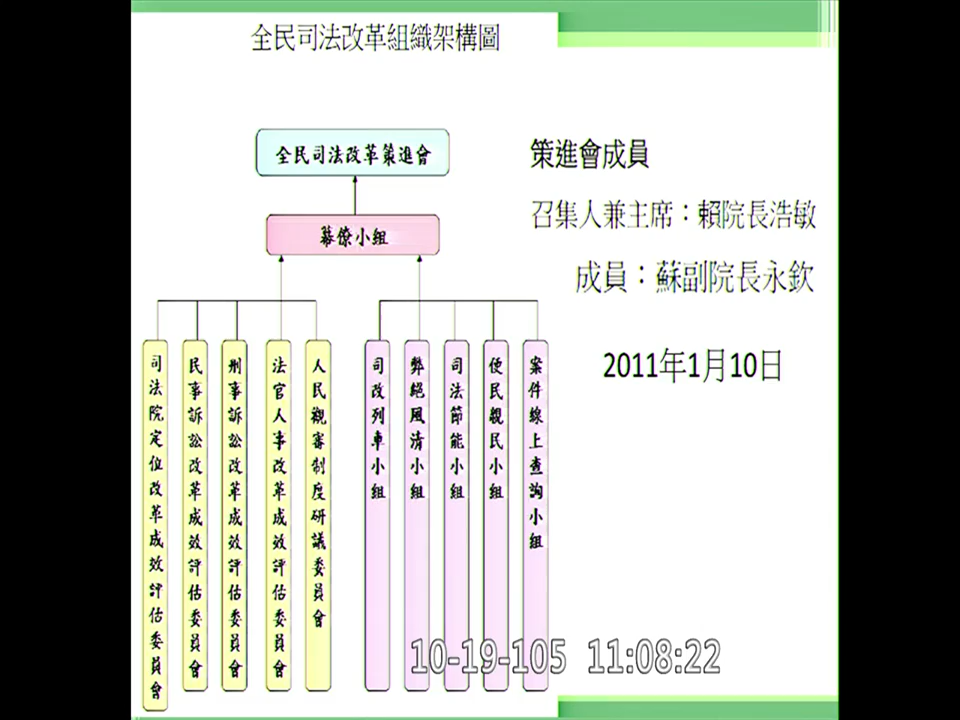 全民司法改革組織架構圖
全民司法改革策進會
幕僚小組
司法院定位改革成效評估委員會
民事訴訟改革成效評估委員會
刑事訴訟改革成效評估委員會
法官人事改革成效評估委員會
人民觀審制度研議委員會
司改列車小組
弊絕風清小組
司法節能小組
便民親民小組
案件線上查詢小組
策進會成員
召集人兼主席：賴院長浩敏
成員：蘇副院長永欽
2011年1月10日
10-19-105 11:08:22